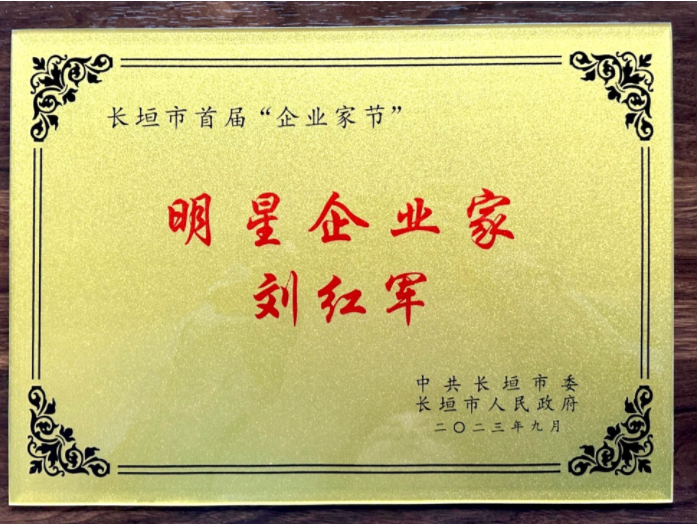 长垣市首届“企业家节”
明星企业家
刘红军
中共长垣市委
长垣市人民政府
二〇二三年九月